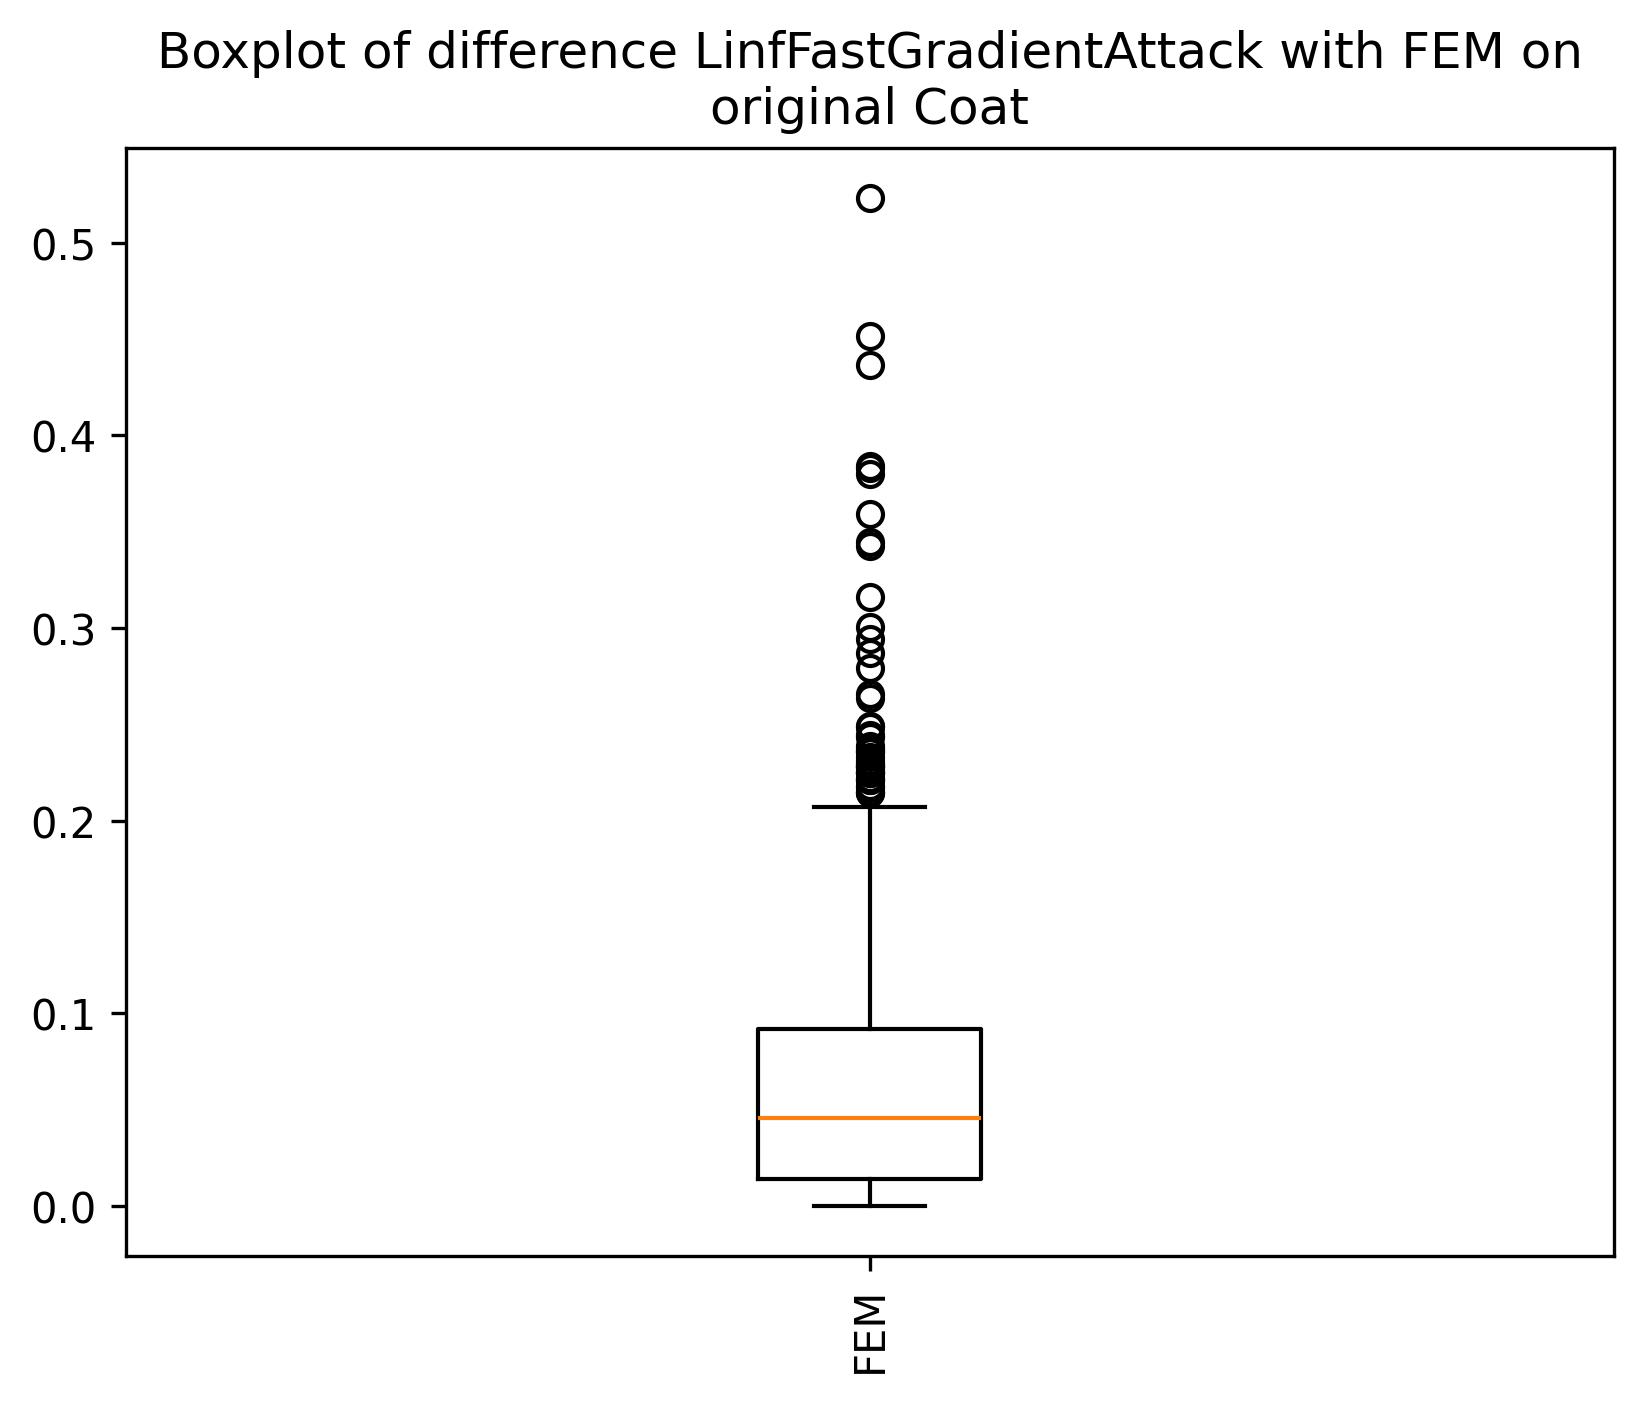 Boxplot of difference LinfFastGradientAttack with FEM on
original Coat
0.5
0.4
0.3
0.2
0.1
0.0
FEM